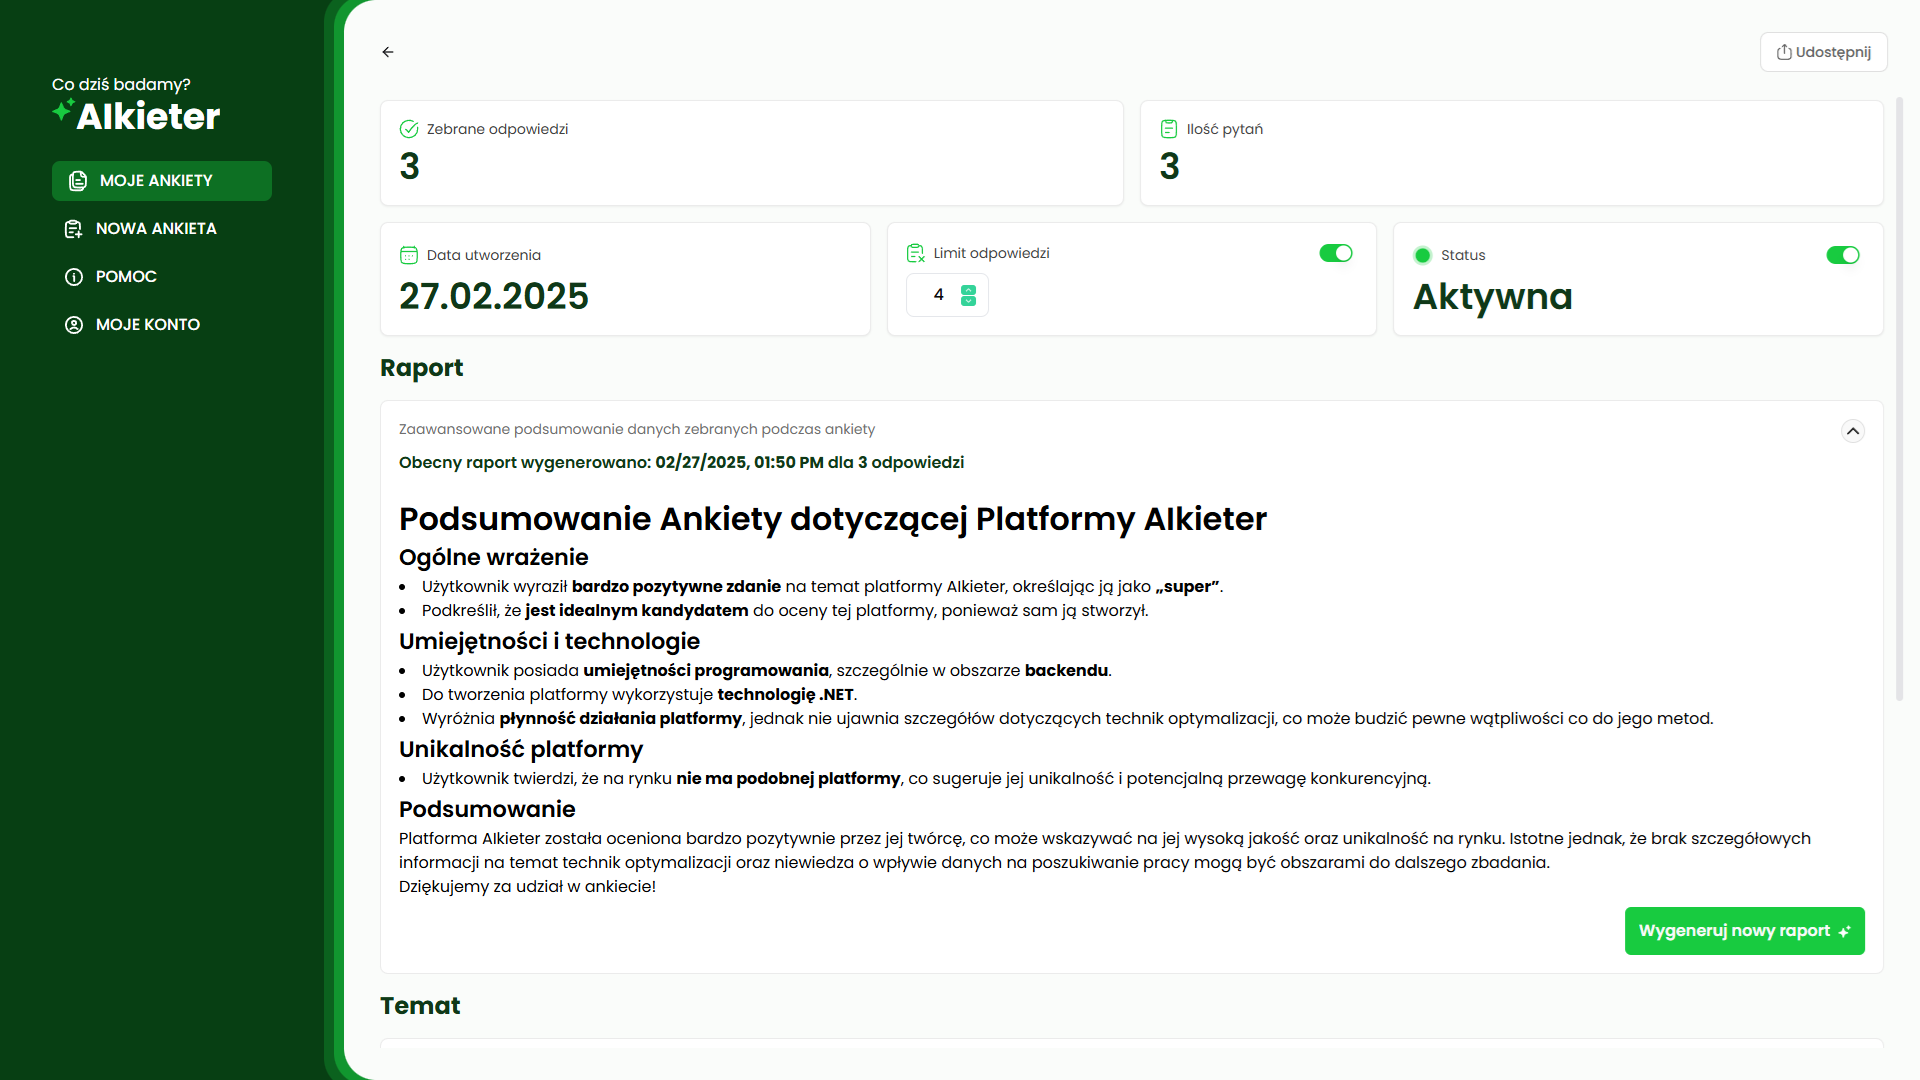 Co dziś badamy?
AIkieter
MOJE ANKIETY
NOWA ANKIETA
POMOC
MOJE KONTO
Udostępnij
Zebrane odpowiedzi
3
Ilość pytań
3
Data utworzenia
27.02.2025
Limit odpowiedzi
4
Status
Aktywna
Raport
Zaawansowane podsumowanie danych zebranych podczas ankiety
Obecny raport wygenerowano: 02/27/2025, 01:50 PM dla 3 odpowiedzi
Podsumowanie Ankiety dotyczącej Platformy AIkieter
Ogólne wrażenie
• Użytkownik wyraził bardzo pozytywne zdanie na temat platformy AIkieter, określając ją jako „super”.
• Podkreślił, że jest idealnym kandydatem do oceny tej platformy, ponieważ sam ją stworzył.
Umiejętności i technologie
• Użytkownik posiada umiejętności programowania, szczególnie w obszarze backendu.
• Do tworzenia platformy wykorzystuje technologię .NET.
• Wyróżnia płynność działania platformy, jednak nie ujawnia szczegółów dotyczących technik optymalizacji, co może budzić pewne wątpliwości co do jego metod.
Unikalność platformy
• Użytkownik twierdzi, że na rynku nie ma podobnej platformy, co sugeruje jej unikalność i potencjalną przewagę konkurencyjną.
Podsumowanie
Platforma AIkieter została oceniona bardzo pozytywnie przez jej twórcę, co może wskazywać na jej wysoką jakość oraz unikalność na rynku. Istotne jednak, że brak szczegółowych
informacji na temat technik optymalizacji oraz niewiedza o wpływie danych na poszukiwanie pracy mogą być obszarami do dalszego zbadania.
Dziękujemy za udział w ankiecie!
Wygeneruj nowy raport
Temat